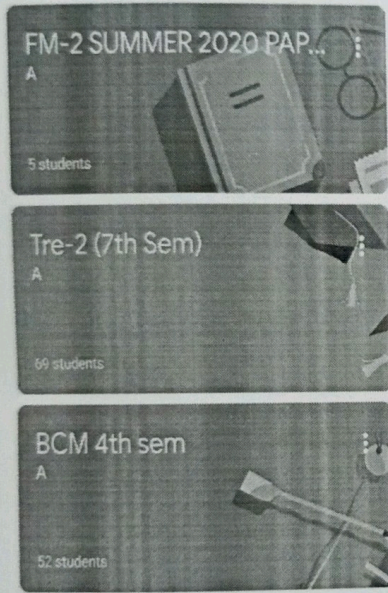 FM-2 SUMMER 2020 PAP...
A
5 students
Tre-2 (7th Sem)
A
69 students
BCM 4th sem
A
52 students